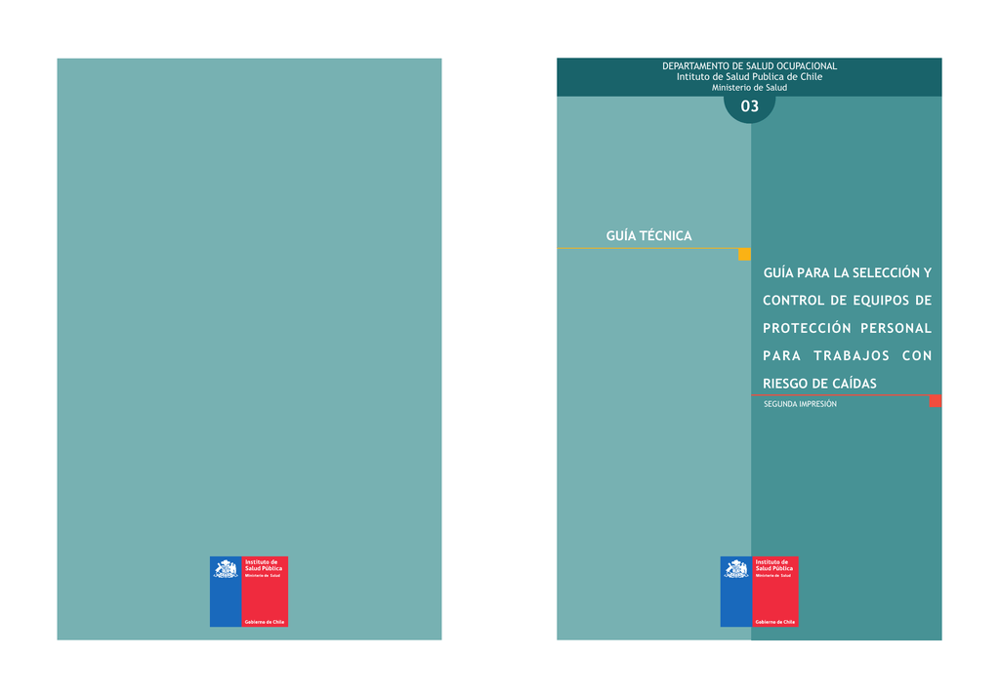 Instituto de
Salud Pública
Ministerio de Salud
Gobierno de Chile
DEPARTAMENTO DE SALUD OCUPACIONAL
Intituto de Salud Publica de Chile
Ministerio de Salud
03
GUÍA TÉCNICA
GUÍA PARA LA SELECCIÓN Y
CONTROL DE EQUIPOS DE
PROTECCIÓN PERSONAL
PARA TRABAJOS CON
RIESGO DE CAÍDAS
SEGUNDA IMPRESIÓN
Instituto de
Salud Pública
Ministerio de Salud
Gobierno de Chile